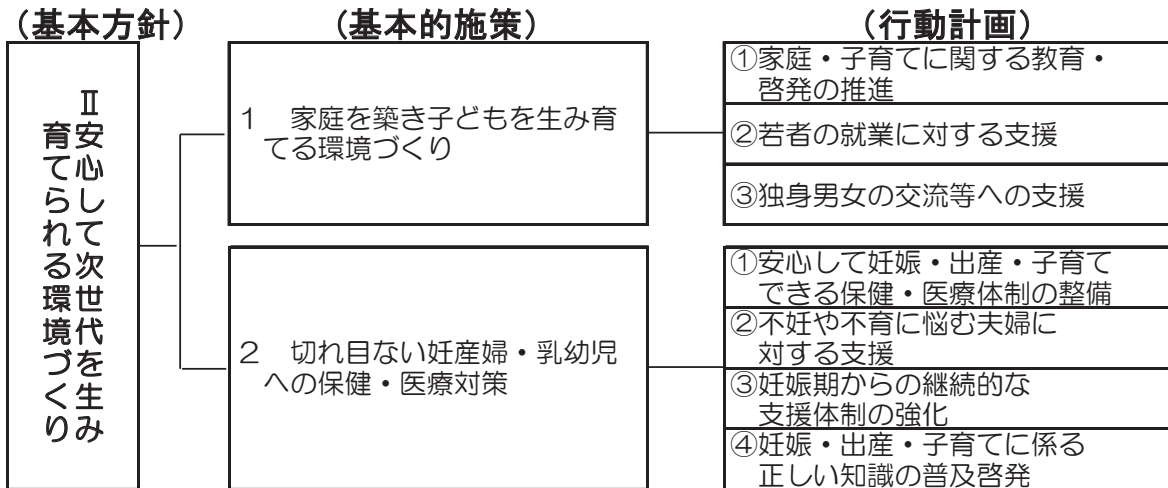 (基本方針)
(基本的施策)
(行動計画)
Ⅱ
安心して次世代を生み
育てられる環境づくり
1 家庭を築き子どもを生み育
てる環境づくり
①家庭・子育てに関する教育・
啓発の推進
②若者の就業に対する支援
③独身男女の交流等への支援
2 切れ目ない妊産婦・乳幼児
への保健・医療対策
①安心して妊娠・出産・子育て
できる保健・医療体制の整備
②不妊や不育に悩む夫婦に
対する支援
③妊娠期からの継続的な
支援体制の強化
④妊娠・出産・子育てに係る
正しい知識の普及啓発